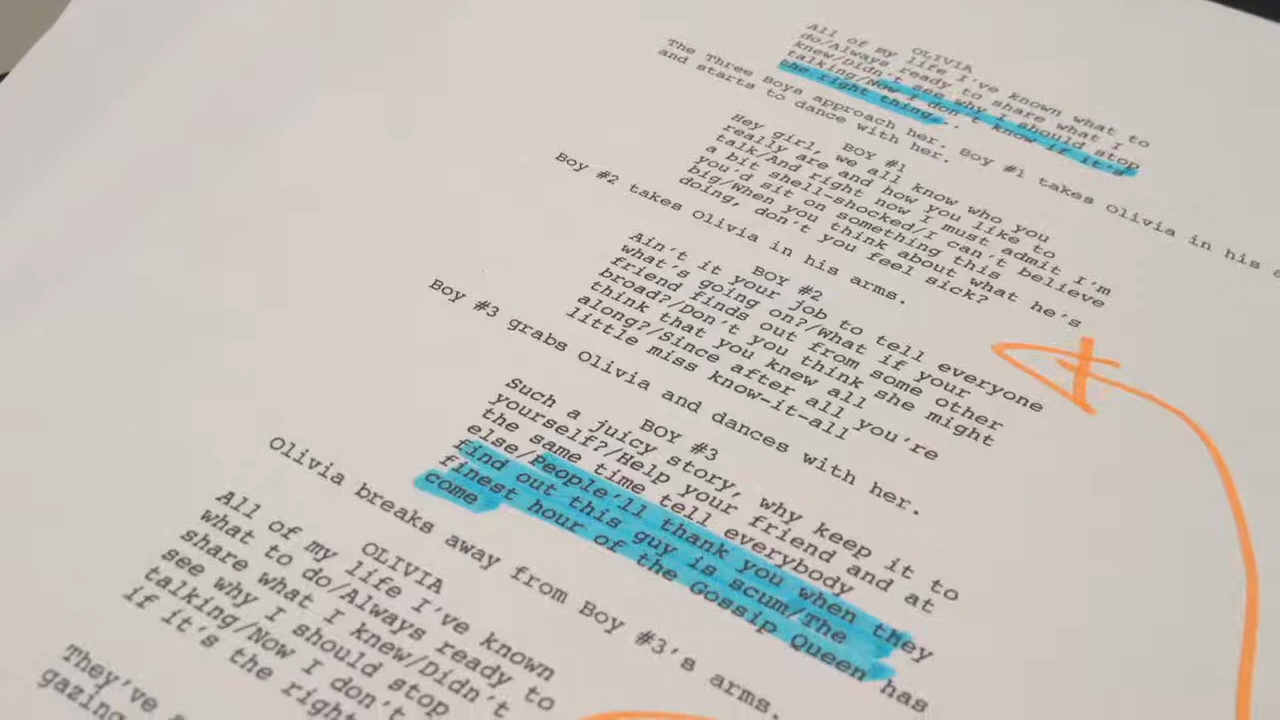 OLIVIA
All of my life I've known what to
do/Always ready to share what I
knew/Didn't see why I should stop
talking/Now I don't know if it's
the right thing...
The Three Boys approach her. Boy #1 takes Olivia in his
and starts to dance with her.
BOY #1
Hey girl, we all know who you
really are and how you like to
talk/And right now I must admit I'm
a bit shell-shocked/I can't believe
you'd sit on something this
big/When you think about what he's
doing, don't you feel sick?
Boy #2 takes Olivia in his arms.
BOY #2
Ain't it your job to tell everyone
what's going on?/What if your
friend finds out from some other
broad?/Don't you think she might
think that you knew all
along?/Since after all you're
little miss know-it-all
Boy #3 grabs Olivia and dances with her.
BOY #3
Such a juicy story, why keep it to
yourself?/Help your friend and at
the same time tell everybody
else/People'll thank you when they
find out this guy is scum/The
finest hour of the Gossip Queen has
come
Olivia breaks away from Boy #3's arms.
OLIVIA
All of my life I've known
what to do/Always ready to
share what I knew/Didn't
see why I should stop
talking/Now I don't
if it's the right
They've
gazing